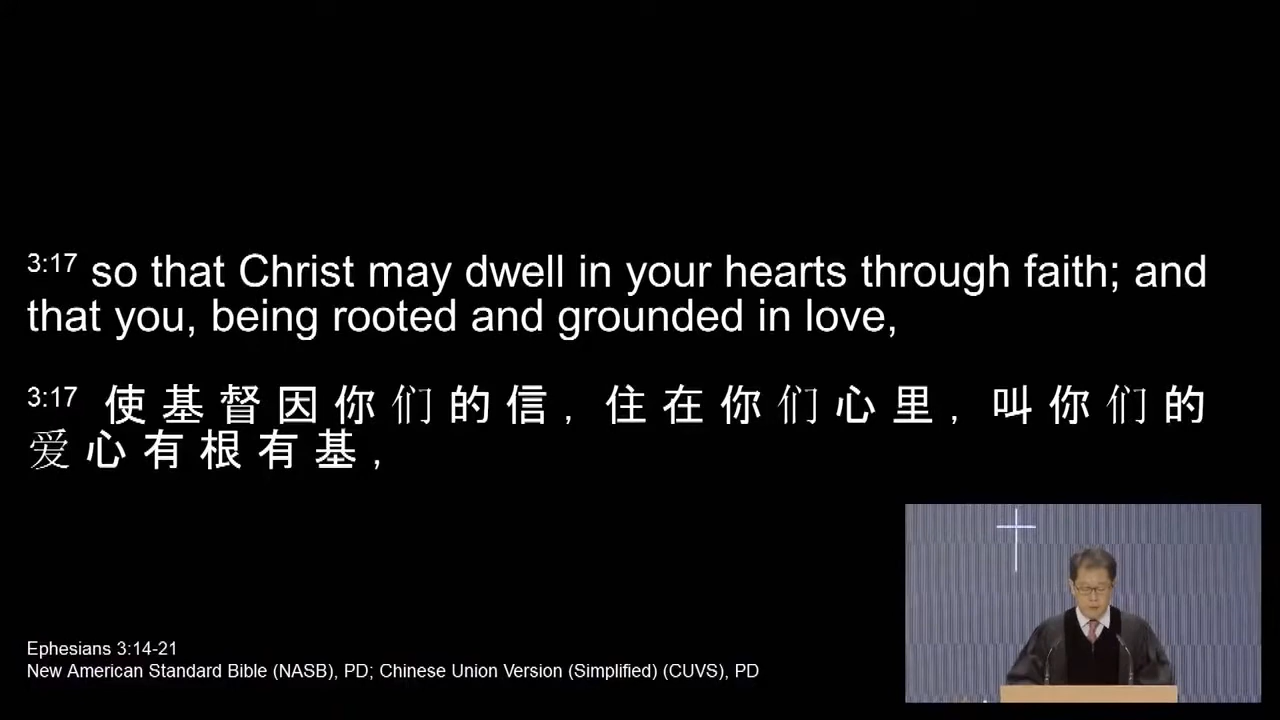 3:17 so that Christ may dwell in your hearts through faith; and
that you, being rooted and grounded in love,
3:17 使基督因你们的信，住在你们心里，叫你们的
爱心有根有基，
Ephesians 3:14-21
New American Standard Bible (NASB), PD; Chinese Union Version (Simplified) (CUVS), PD